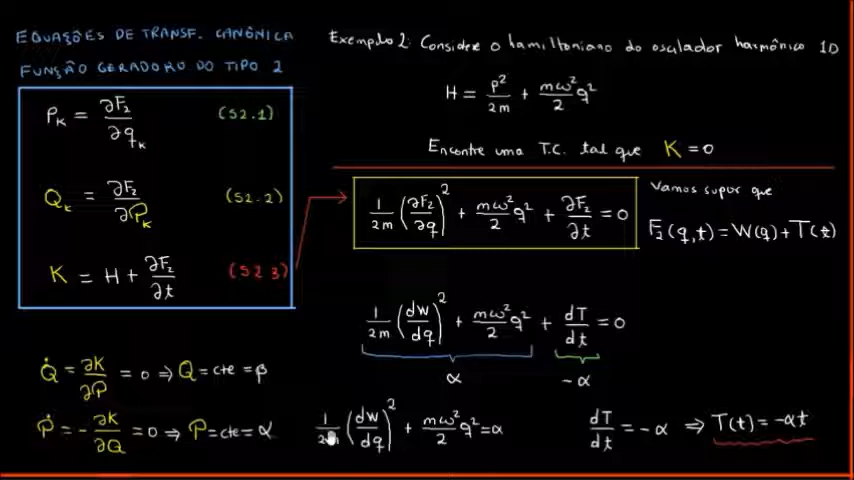 EQUAÇÕES DE TRANSF. CANÔNICA
FUNÇÃO GERADORA DO TIPO 2
P_K = ∂F₂/∂q_K (52.1)
Q_K = ∂F₂/∂P_K (52.2)
K = H + ∂F₂/∂t (52.3)
Q̇ = ∂K/∂P = 0 ⇒ Q = cte = β
Ṗ = -∂K/∂Q = 0 ⇒ P = cte = α
Exemplo 2: Considere o hamiltoniano do oscilador harmônico 1D
H = p²/2m + mω²/2 q²
Encontre uma T.C. tal que K = 0
1/2m (∂F₂/∂q)² + mω²/2 q² + ∂F₂/∂t = 0
Vamos supor que
F₂(q,t) = W(q) + T(t)
1/2m (dW/dq)² + mω²/2 q² + dT/dt = 0
α -α
1/2m (dW/dq)² + mω²/2 q² = α
dT/dt = -α ⇒ T(t) = -αt